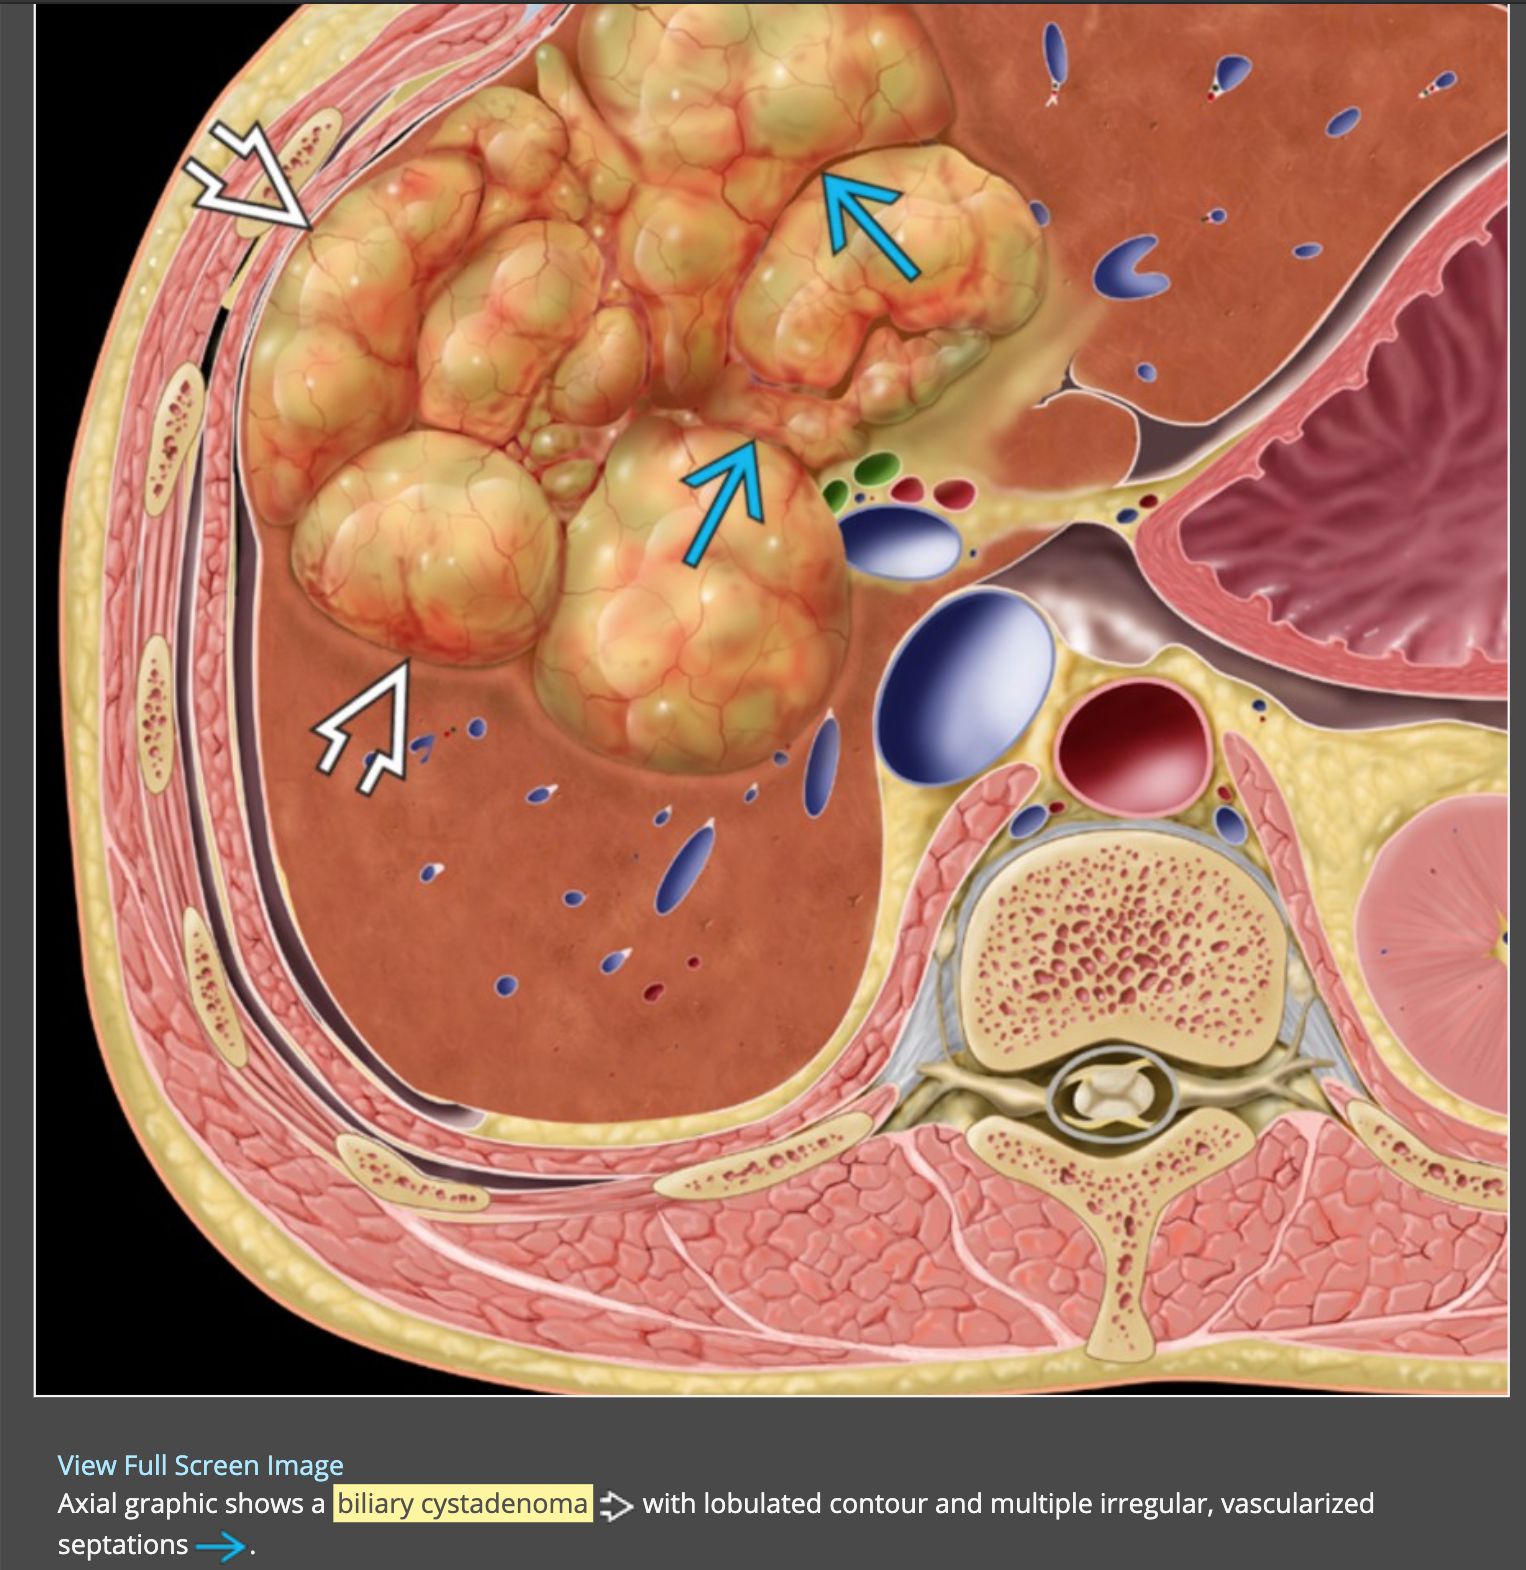 View Full Screen Image
Axial graphic shows a biliary cystadenoma with lobulated contour and multiple irregular, vascularized
septations .